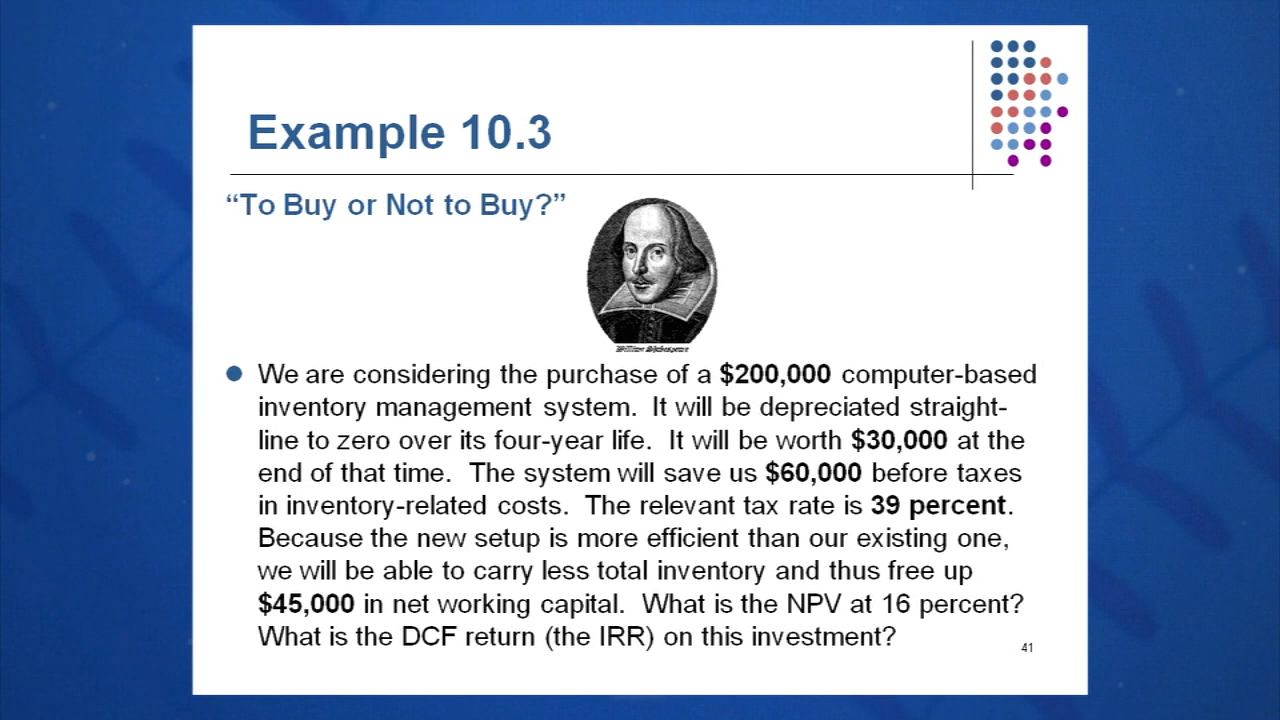 Example 10.3
“To Buy or Not to Buy?”
We are considering the purchase of a $200,000 computer-based
inventory management system. It will be depreciated straight-
line to zero over its four-year life. It will be worth $30,000 at the
end of that time. The system will save us $60,000 before taxes
in inventory-related costs. The relevant tax rate is 39 percent.
Because the new setup is more efficient than our existing one,
we will be able to carry less total inventory and thus free up
$45,000 in net working capital. What is the NPV at 16 percent?
What is the DCF return (the IRR) on this investment?
41